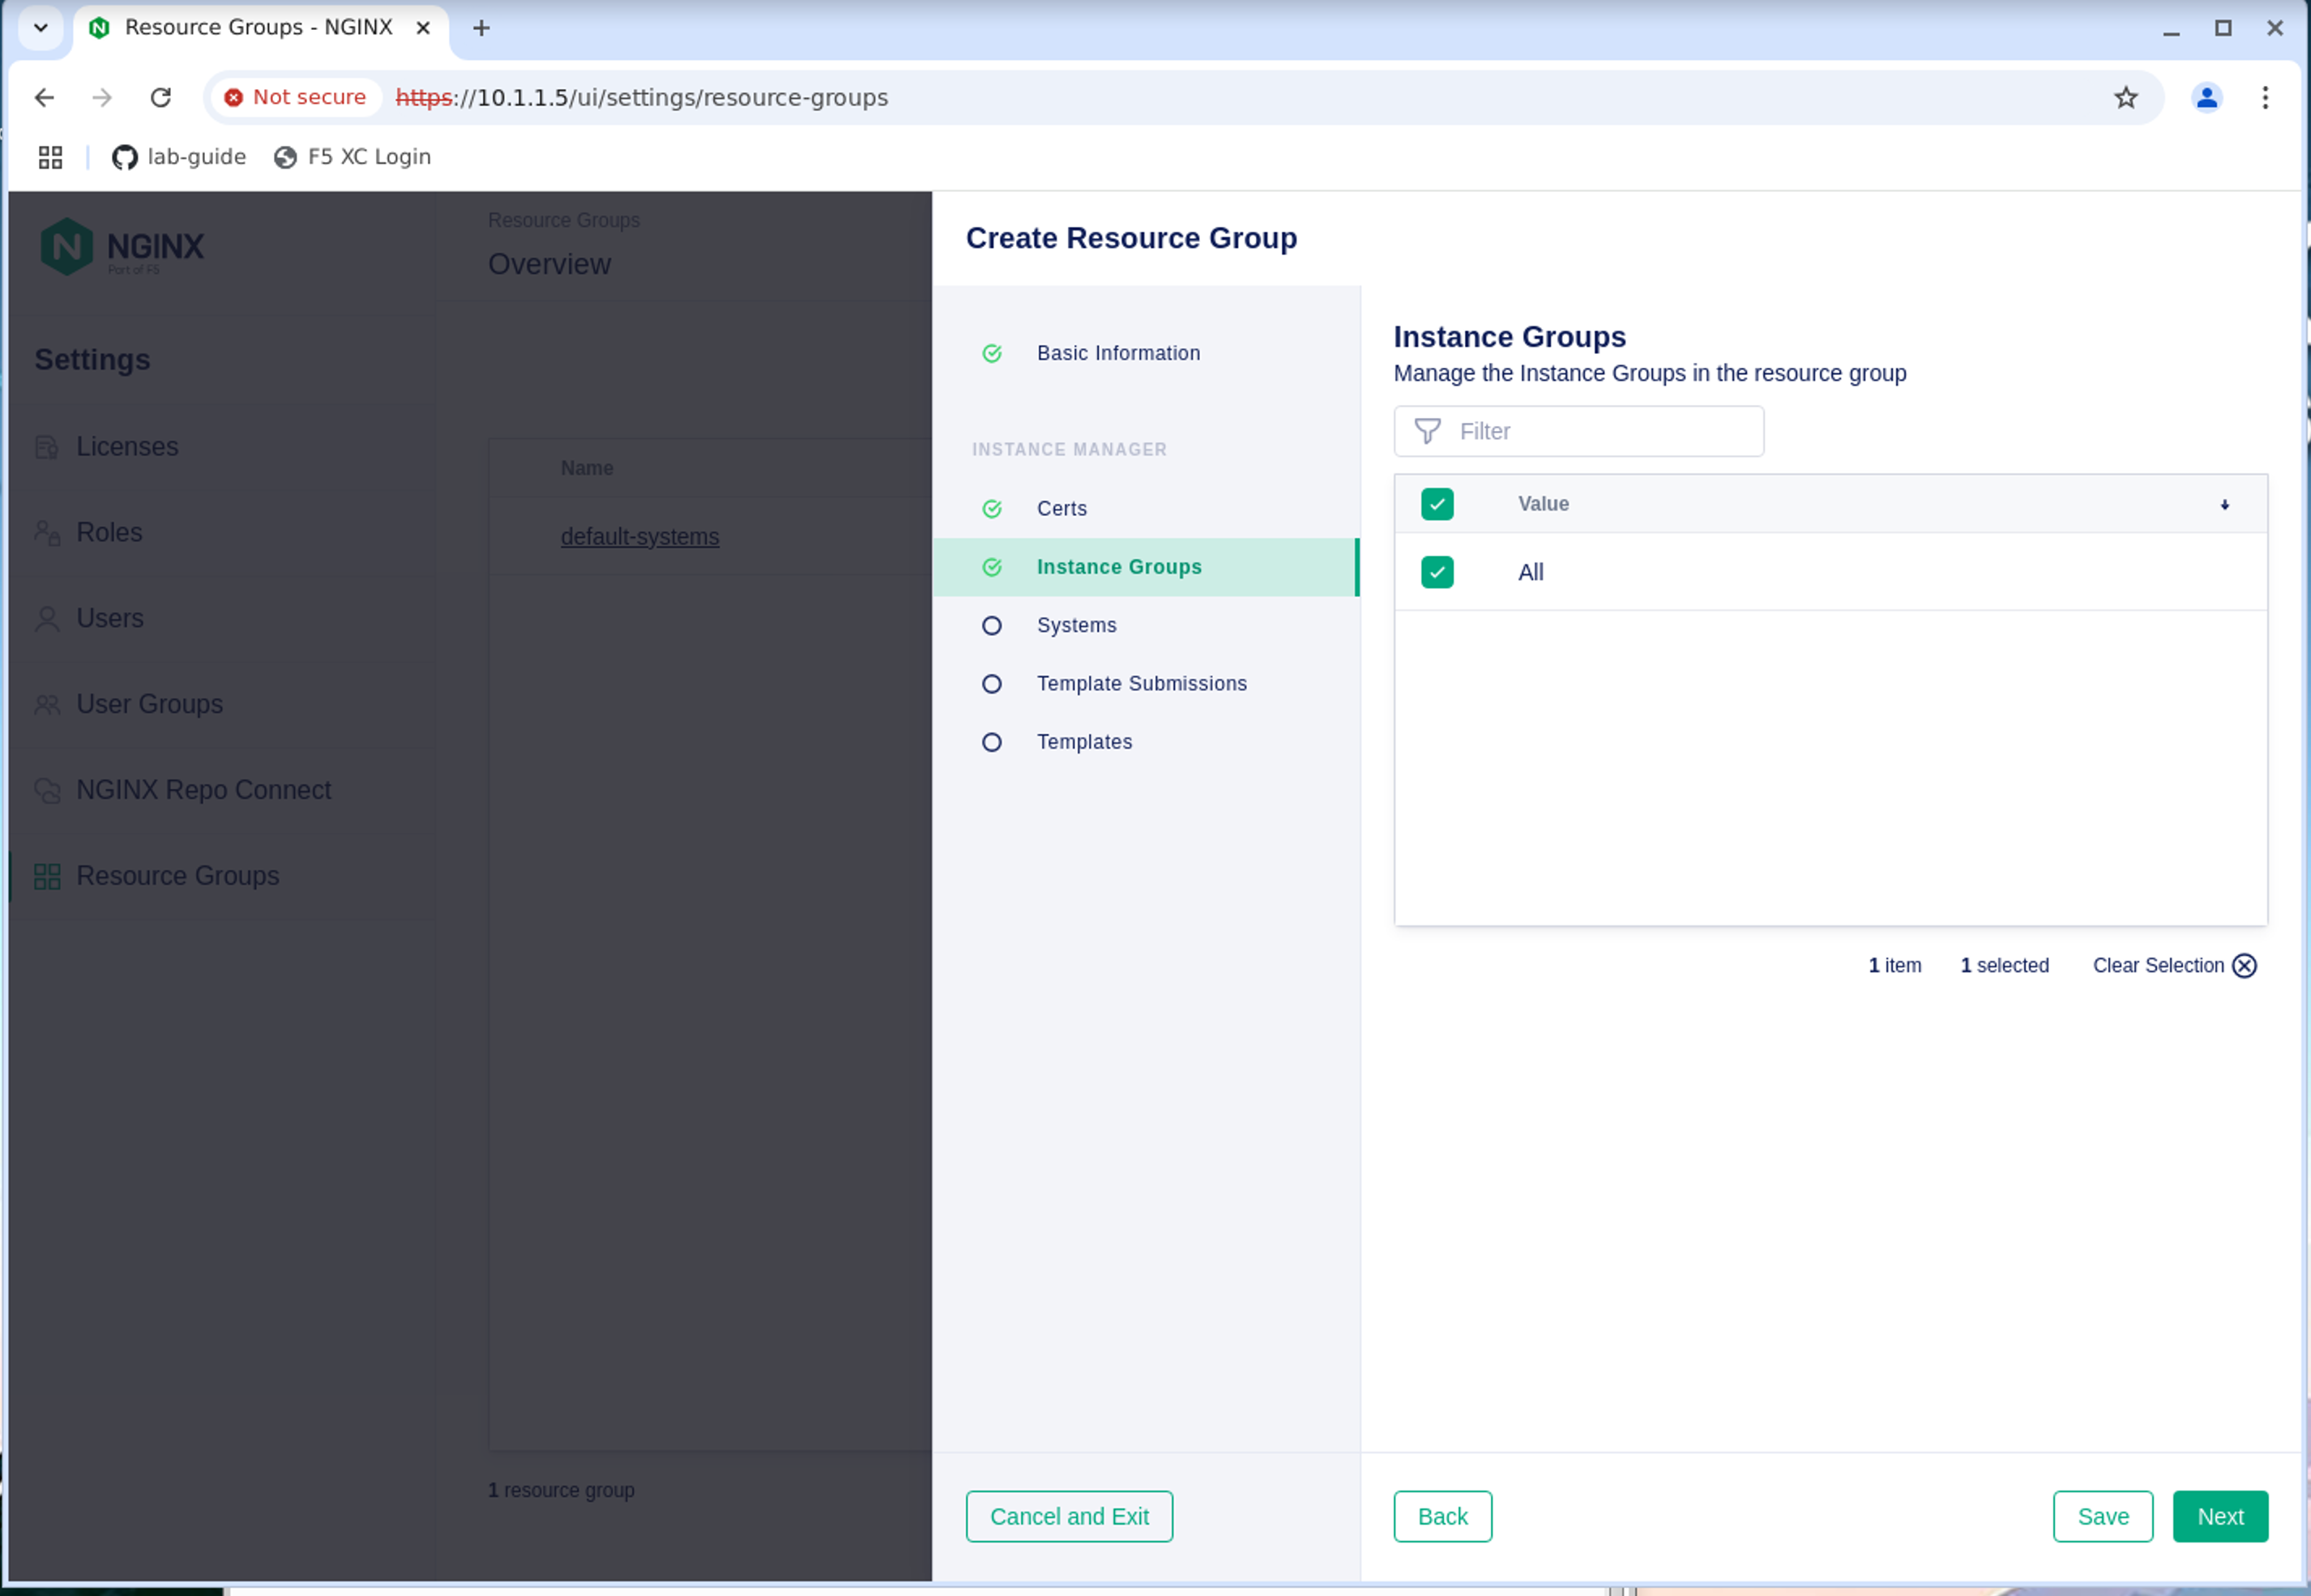 Resource Groups - NGINX
Not secure https://10.1.1.5/ui/settings/resource-groups
lab-guide F5 XC Login
NGINX
Part of F5
Settings
Licenses
Roles
Users
User Groups
NGINX Repo Connect
Resource Groups
Resource Groups
Overview
Name
default-systems
1 resource group
Create Resource Group
Basic Information
INSTANCE MANAGER
Certs
Instance Groups
Systems
Template Submissions
Templates
Cancel and Exit
Instance Groups
Manage the Instance Groups in the resource group
Filter
Value
All
1 item 1 selected Clear Selection
Back Save Next